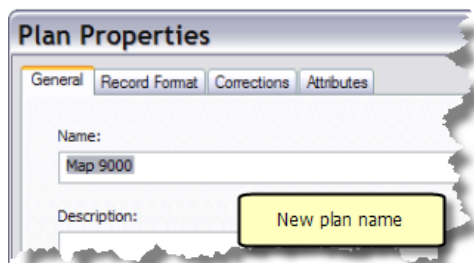 Plan Properties
General Record Format Corrections Attributes
Name:
Map 9000
Description:
New plan name